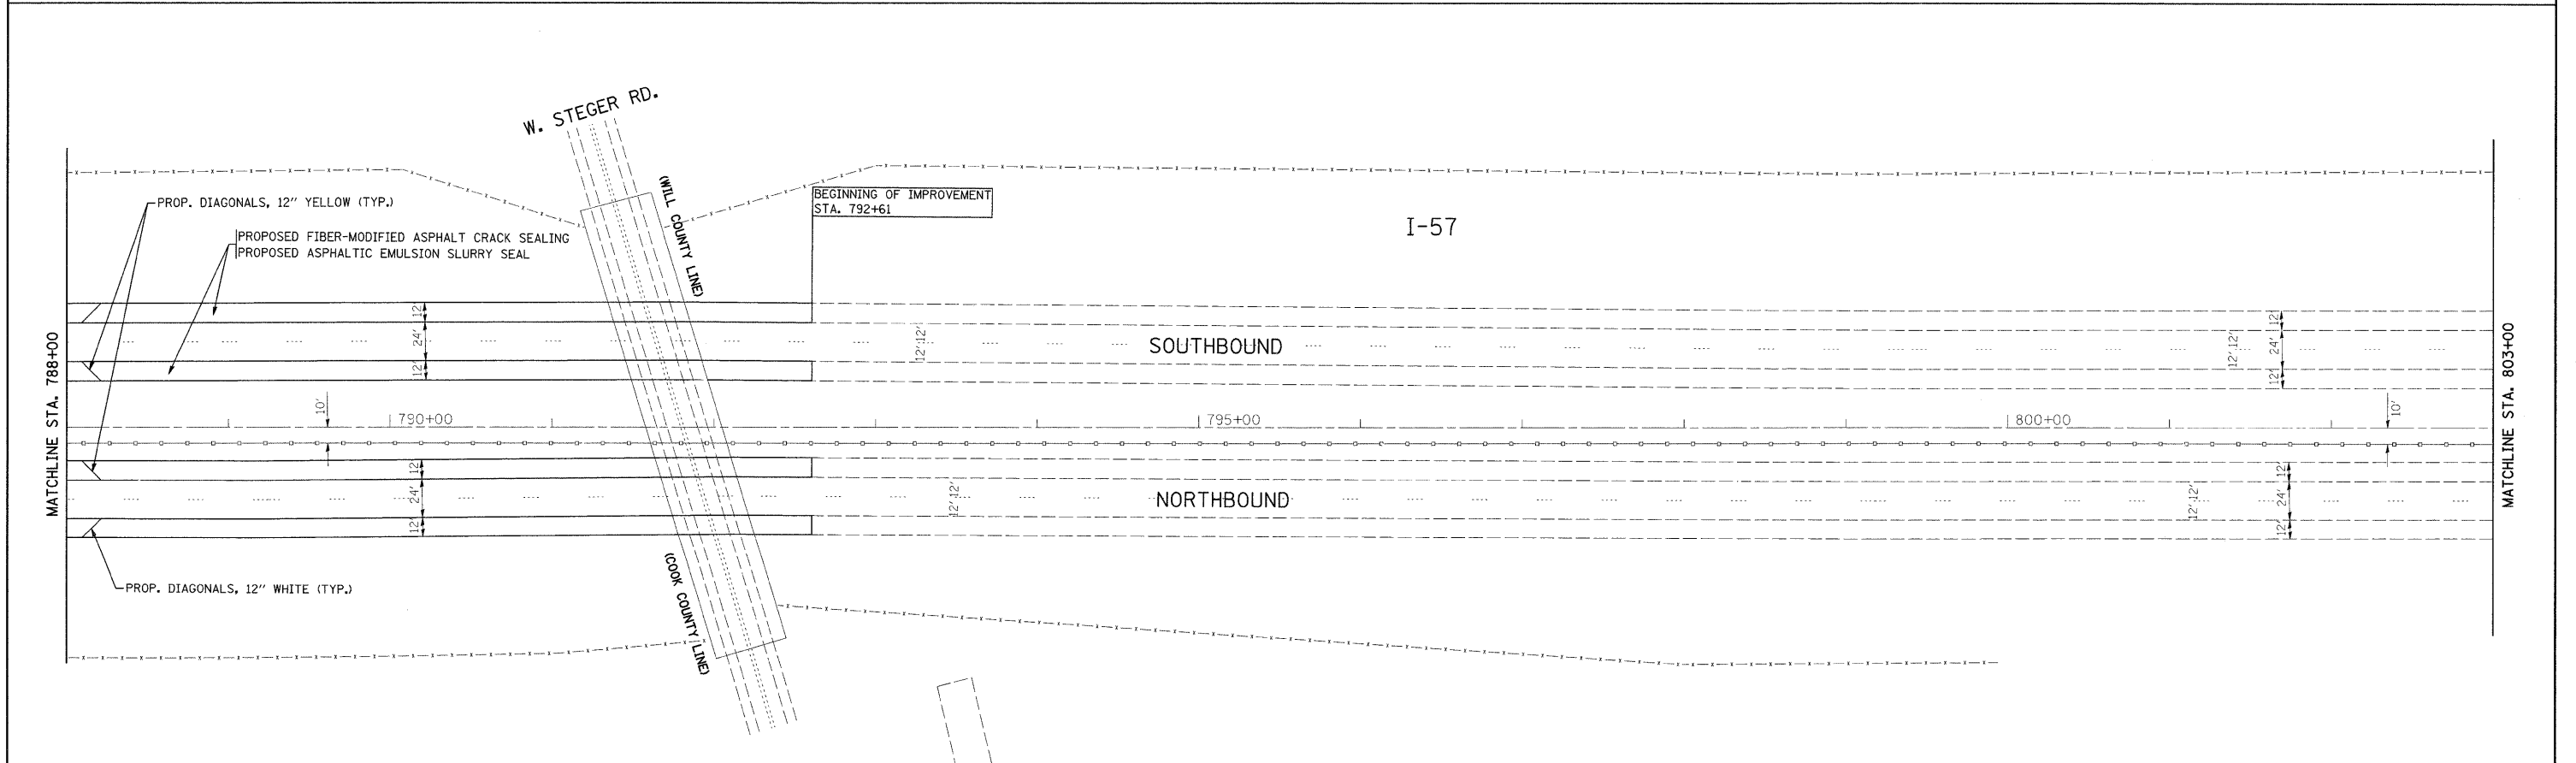 W. STEGER RD.
(WILL COUNTY LINE)
BEGINNING OF IMPROVEMENT
STA. 792+61
I-57
PROP. DIAGONALS, 12" YELLOW (TYP.)
PROPOSED FIBER-MODIFIED ASPHALT CRACK SEALING
PROPOSED ASPHALTIC EMULSION SLURRY SEAL
MATCHLINE STA. 788+00
12'
24'
12'
12' 12'
SOUTHBOUND
12' 12'
12'
24'
12'
MATCHLINE STA. 803+00
10'
790+00
795+00
800+00
10'
12'
24'
12'
12' 12'
NORTHBOUND
12' 12'
12'
24'
12'
(COOK COUNTY LINE)
PROP. DIAGONALS, 12" WHITE (TYP.)